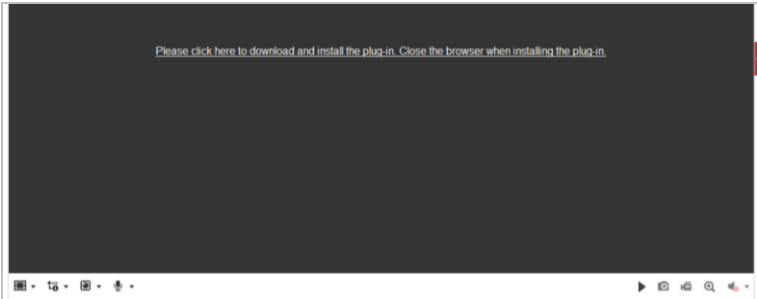 Please click here to download and install the plug-in. Close the browser when installing the plug-in.